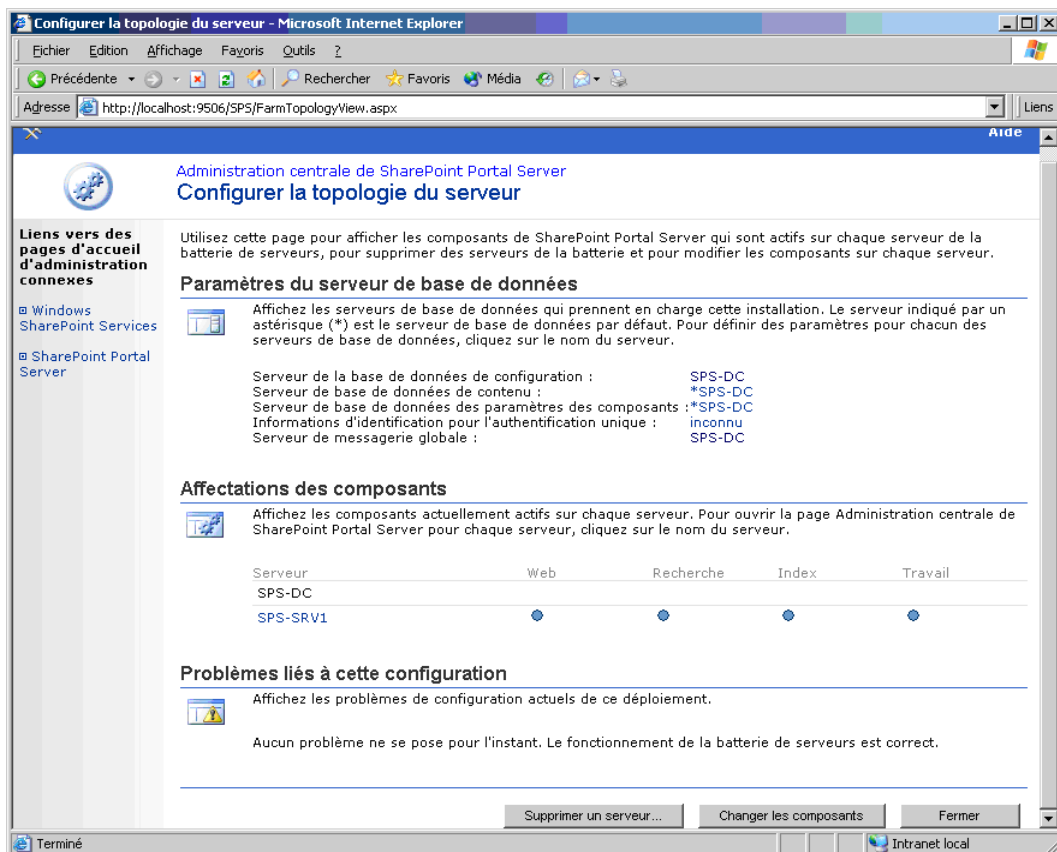 Configurer la topologie du serveur - Microsoft Internet Explorer
Fichier Edition Affichage Favoris Outils ?
Précédente Rechercher Favoris Média
Adresse http://localhost:9506/SPS/FarmTopologyView.aspx Liens
Aide
Administration centrale de SharePoint Portal Server
Configurer la topologie du serveur
Liens vers des
pages d'accueil
d'administration
connexes
Windows
SharePoint Services
SharePoint Portal
Server
Utilisez cette page pour afficher les composants de SharePoint Portal Server qui sont actifs sur chaque serveur de la
batterie de serveurs, pour supprimer des serveurs de la batterie et pour modifier les composants sur chaque serveur.
Paramètres du serveur de base de données
Affichez les serveurs de base de données qui prennent en charge cette installation. Le serveur indiqué par un
astérisque (*) est le serveur de base de données par défaut. Pour définir des paramètres pour chacun des
serveurs de base de données, cliquez sur le nom du serveur.
Serveur de la base de données de configuration : SPS-DC
Serveur de base de données de contenu : *SPS-DC
Serveur de base de données des paramètres des composants :*SPS-DC
Informations d'identification pour l'authentification unique : inconnu
Serveur de messagerie globale : SPS-DC
Affectations des composants
Affichez les composants actuellement actifs sur chaque serveur. Pour ouvrir la page Administration centrale de
SharePoint Portal Server pour chaque serveur, cliquez sur le nom du serveur.
Serveur Web Recherche Index Travail
SPS-DC
SPS-SRV1
Problèmes liés à cette configuration
Affichez les problèmes de configuration actuels de ce déploiement.
Aucun problème ne se pose pour l'instant. Le fonctionnement de la batterie de serveurs est correct.
Supprimer un serveur... Changer les composants Fermer
Terminé Intranet local